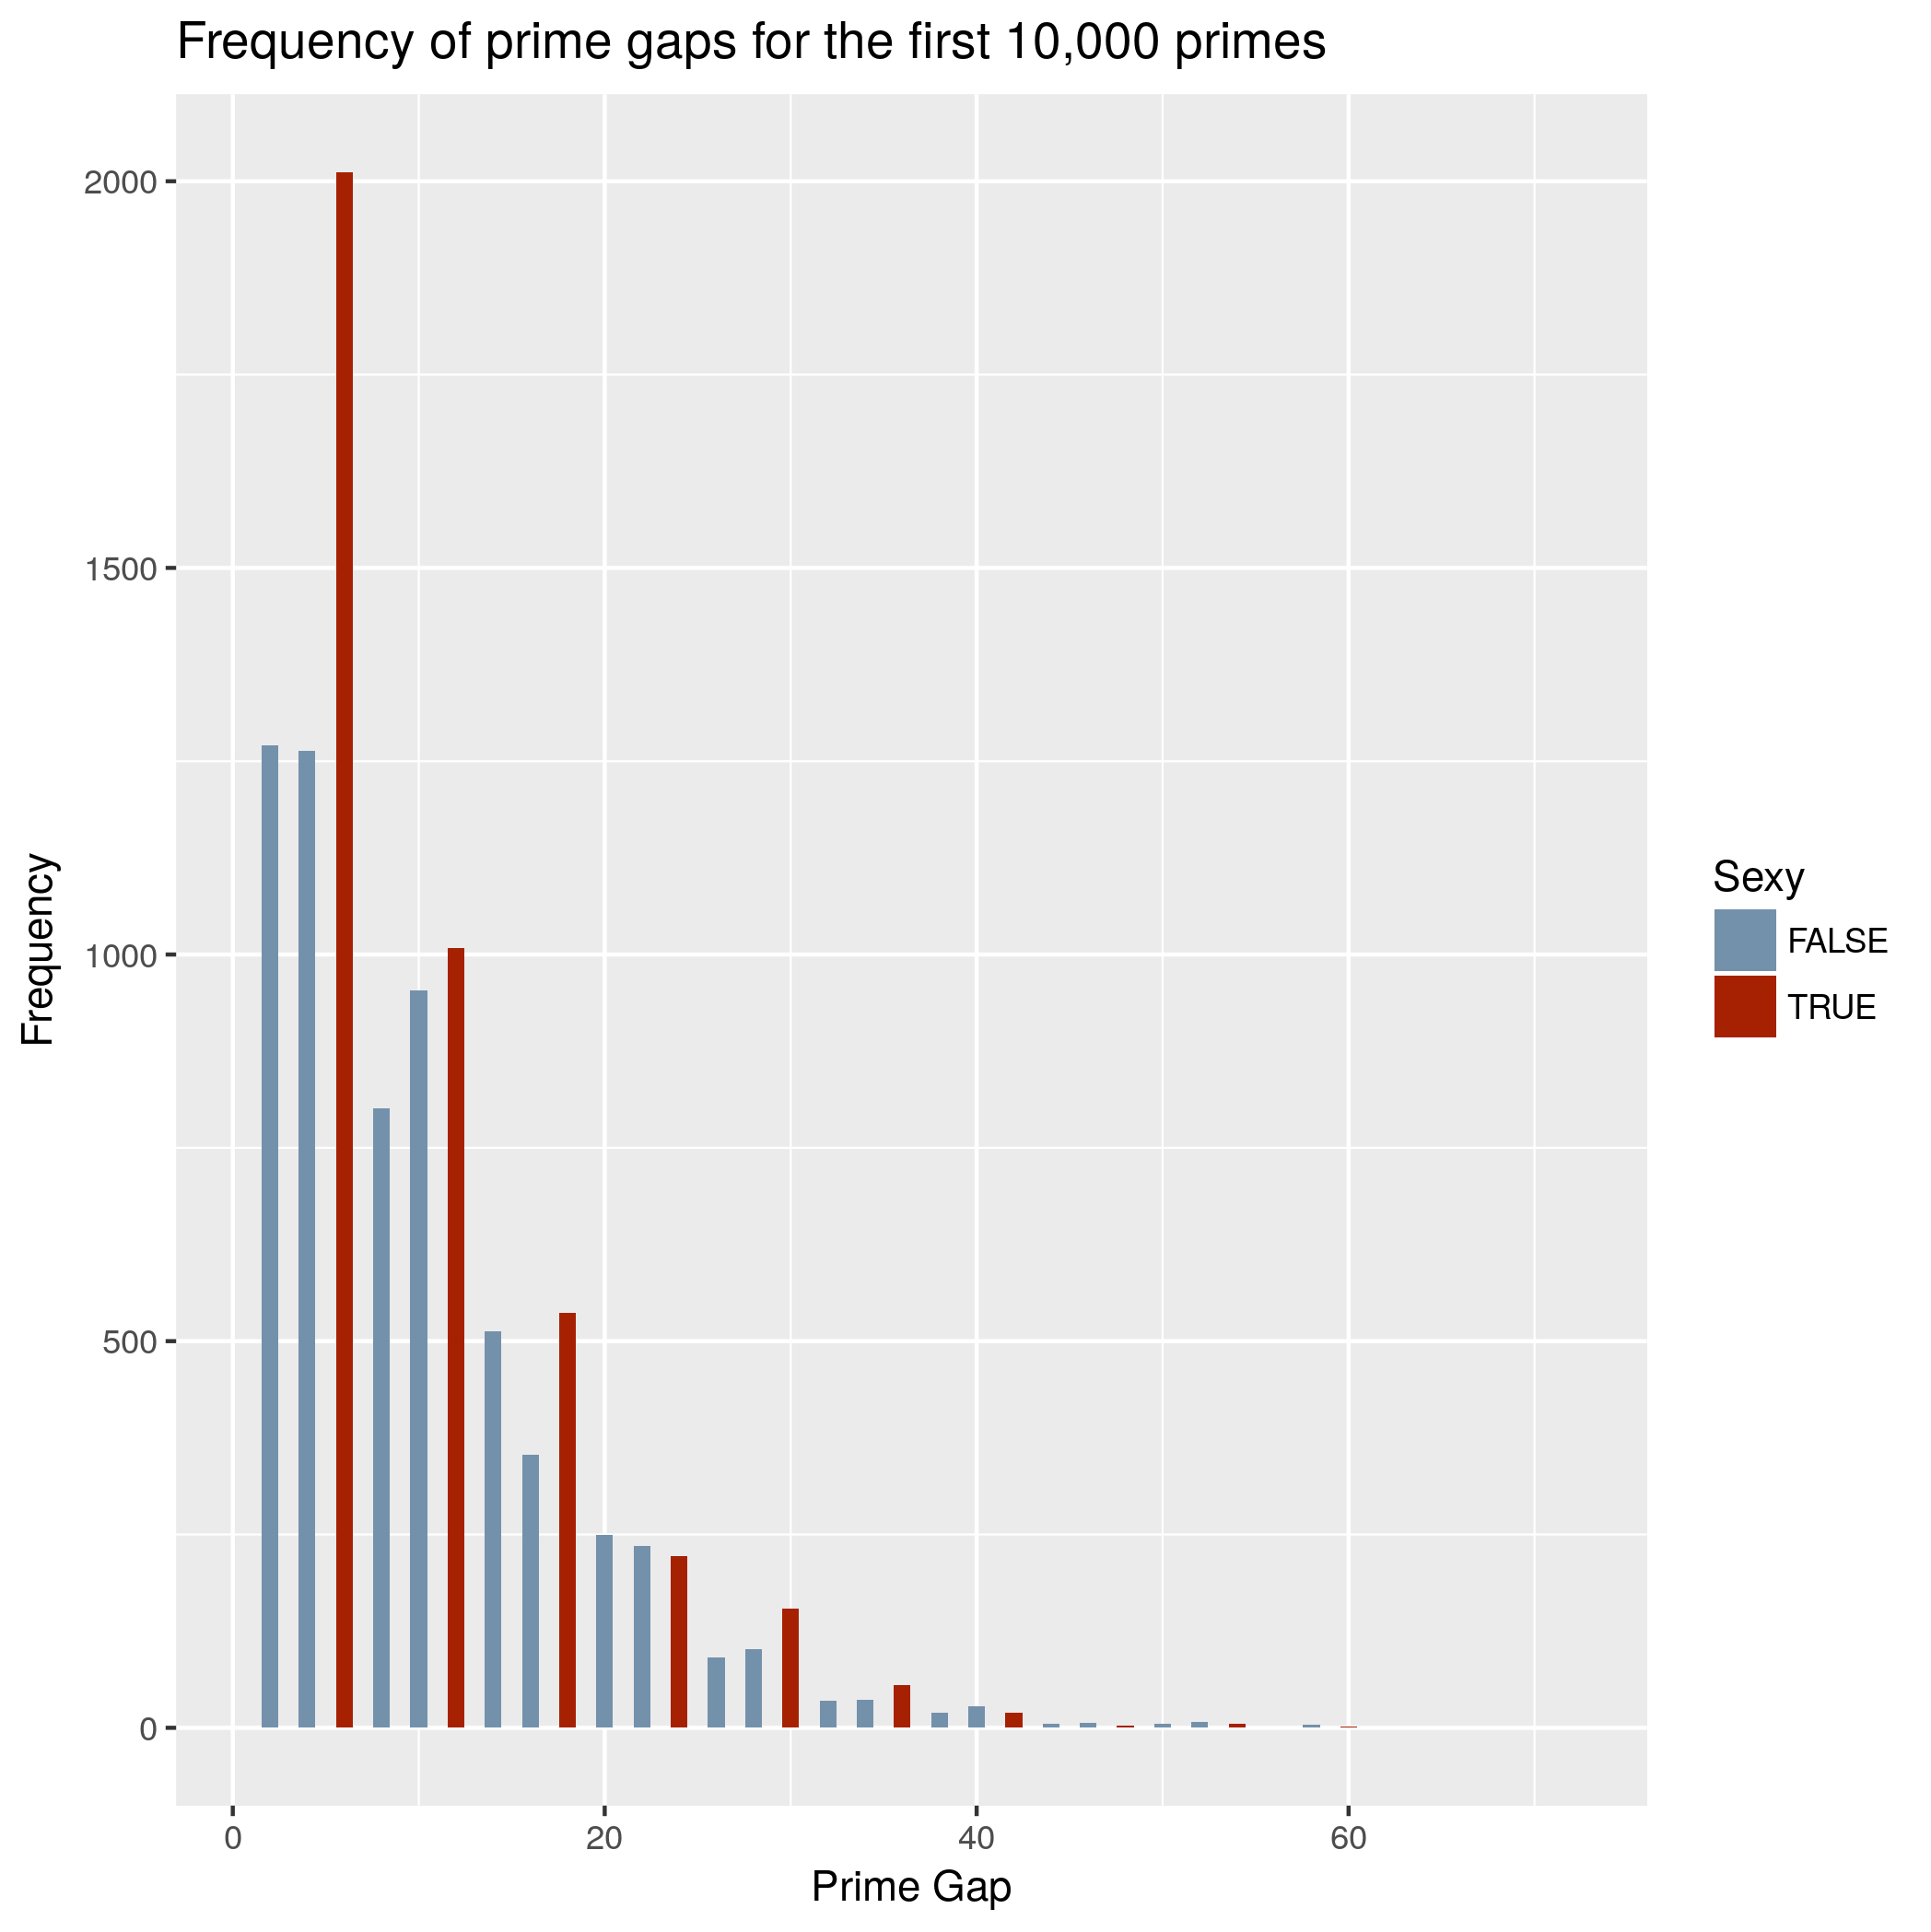 Frequency of prime gaps for the first 10,000 primes
2000
1500
1000
500
0
Frequency
0 20 40 60
Prime Gap
Sexy
FALSE
TRUE